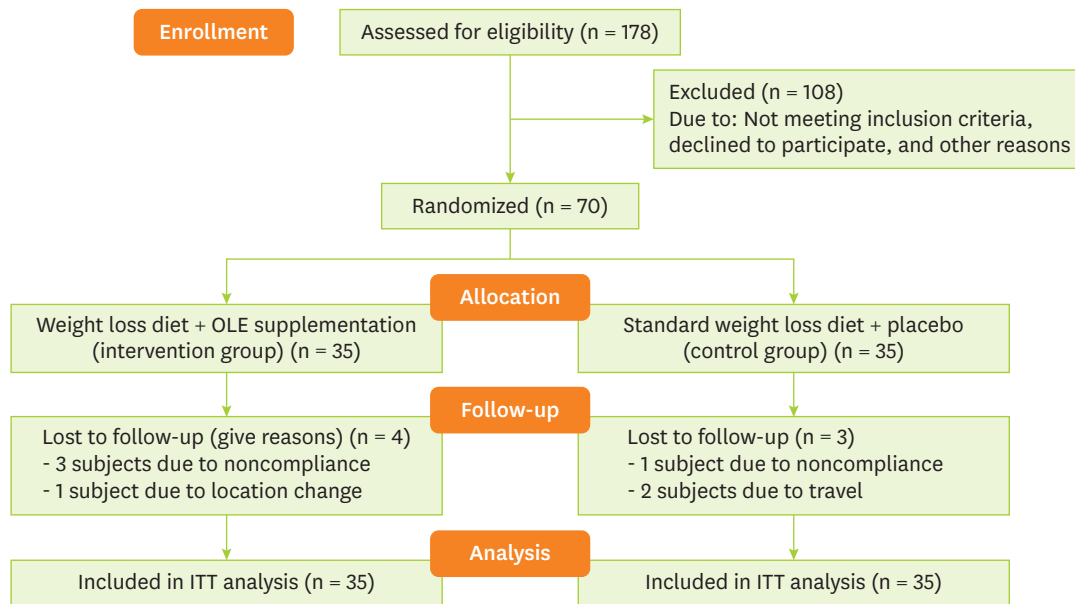 Enrollment
Assessed for eligibility (n = 178)
Excluded (n = 108)
Due to: Not meeting inclusion criteria,
declined to participate, and other reasons
Randomized (n = 70)
Allocation
Weight loss diet + OLE supplementation
(intervention group) (n = 35)
Standard weight loss diet + placebo
(control group) (n = 35)
Follow-up
Lost to follow-up (give reasons) (n = 4)
- 3 subjects due to noncompliance
- 1 subject due to location change
Lost to follow-up (n = 3)
- 1 subject due to noncompliance
- 2 subjects due to travel
Analysis
Included in ITT analysis (n = 35)
Included in ITT analysis (n = 35)